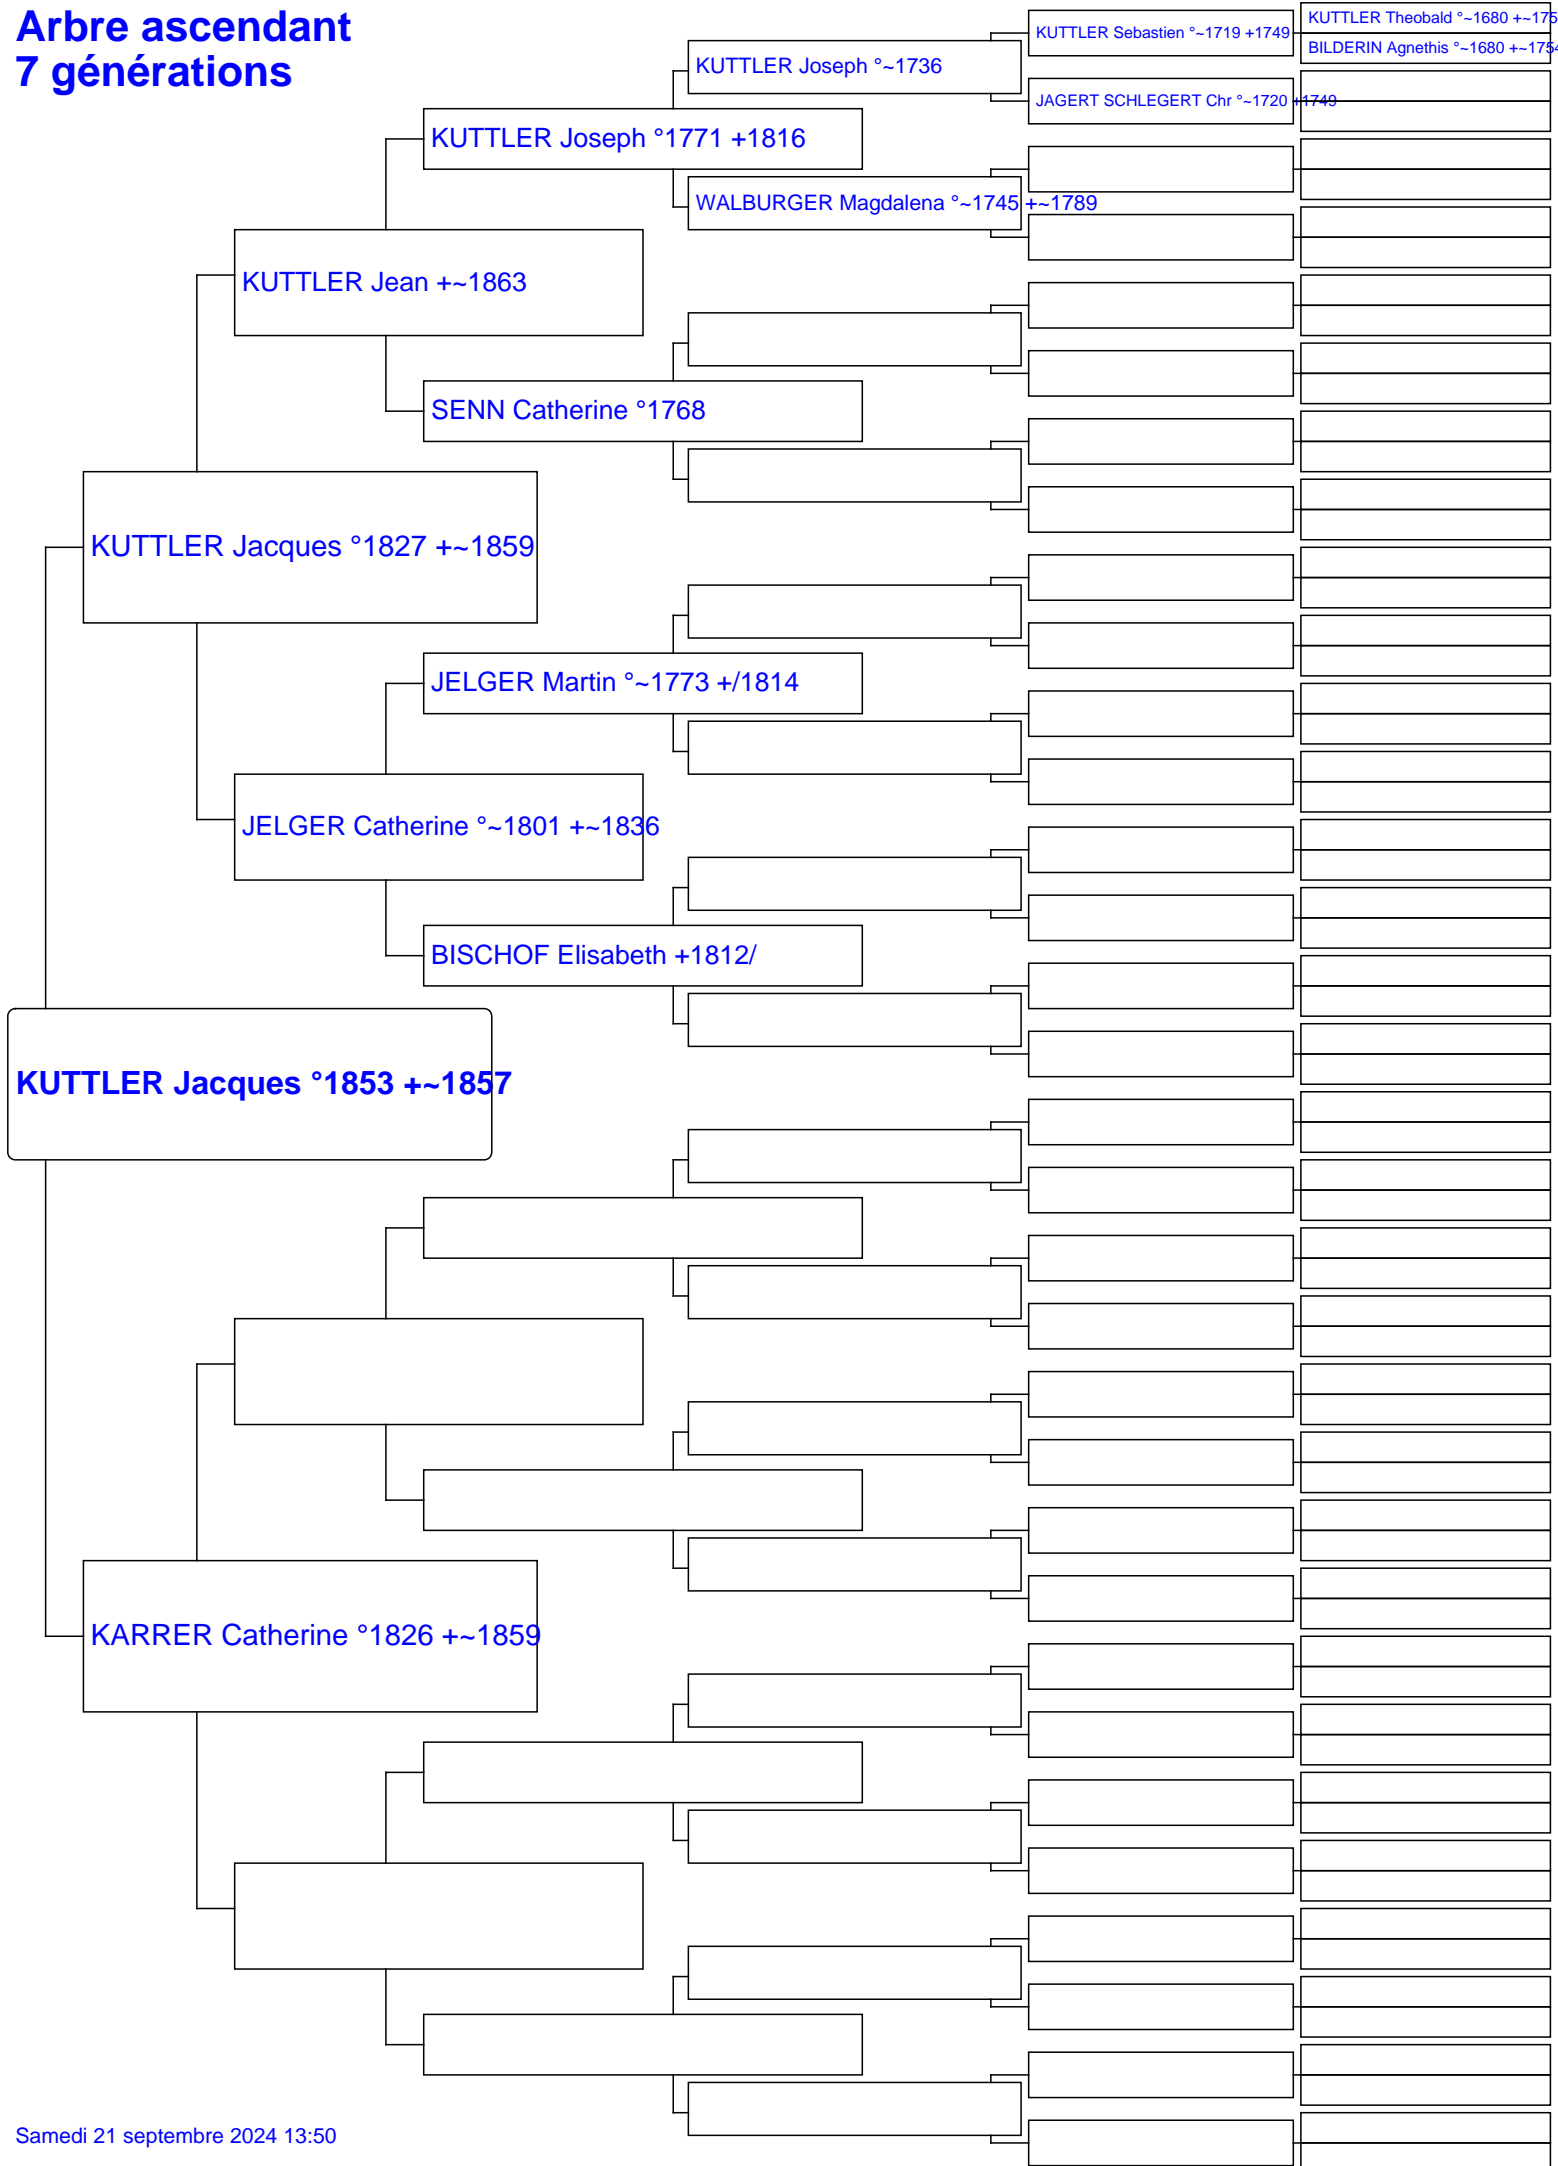 Arbre ascendant
7 générations
KUTTLER Sebastien °~1719 +1749
KUTTLER Theobald °~1680 +~175
BILDERIN Agnethis °~1680 +~1754
KUTTLER Joseph °~1736
JAGERT SCHLEGERT Chr °~1720 +1749
KUTTLER Joseph °1771 +1816
WALBURGER Magdalena °~1745 +~1789
KUTTLER Jean +~1863
SENN Catherine °1768
KUTTLER Jacques °1827 +~1859
JELGER Martin °~1773 +/1814
JELGER Catherine °~1801 +~1836
BISCHOF Elisabeth +1812/
KUTTLER Jacques °1853 +~1857
KARRER Catherine °1826 +~1859
Samedi 21 septembre 2024 13:50